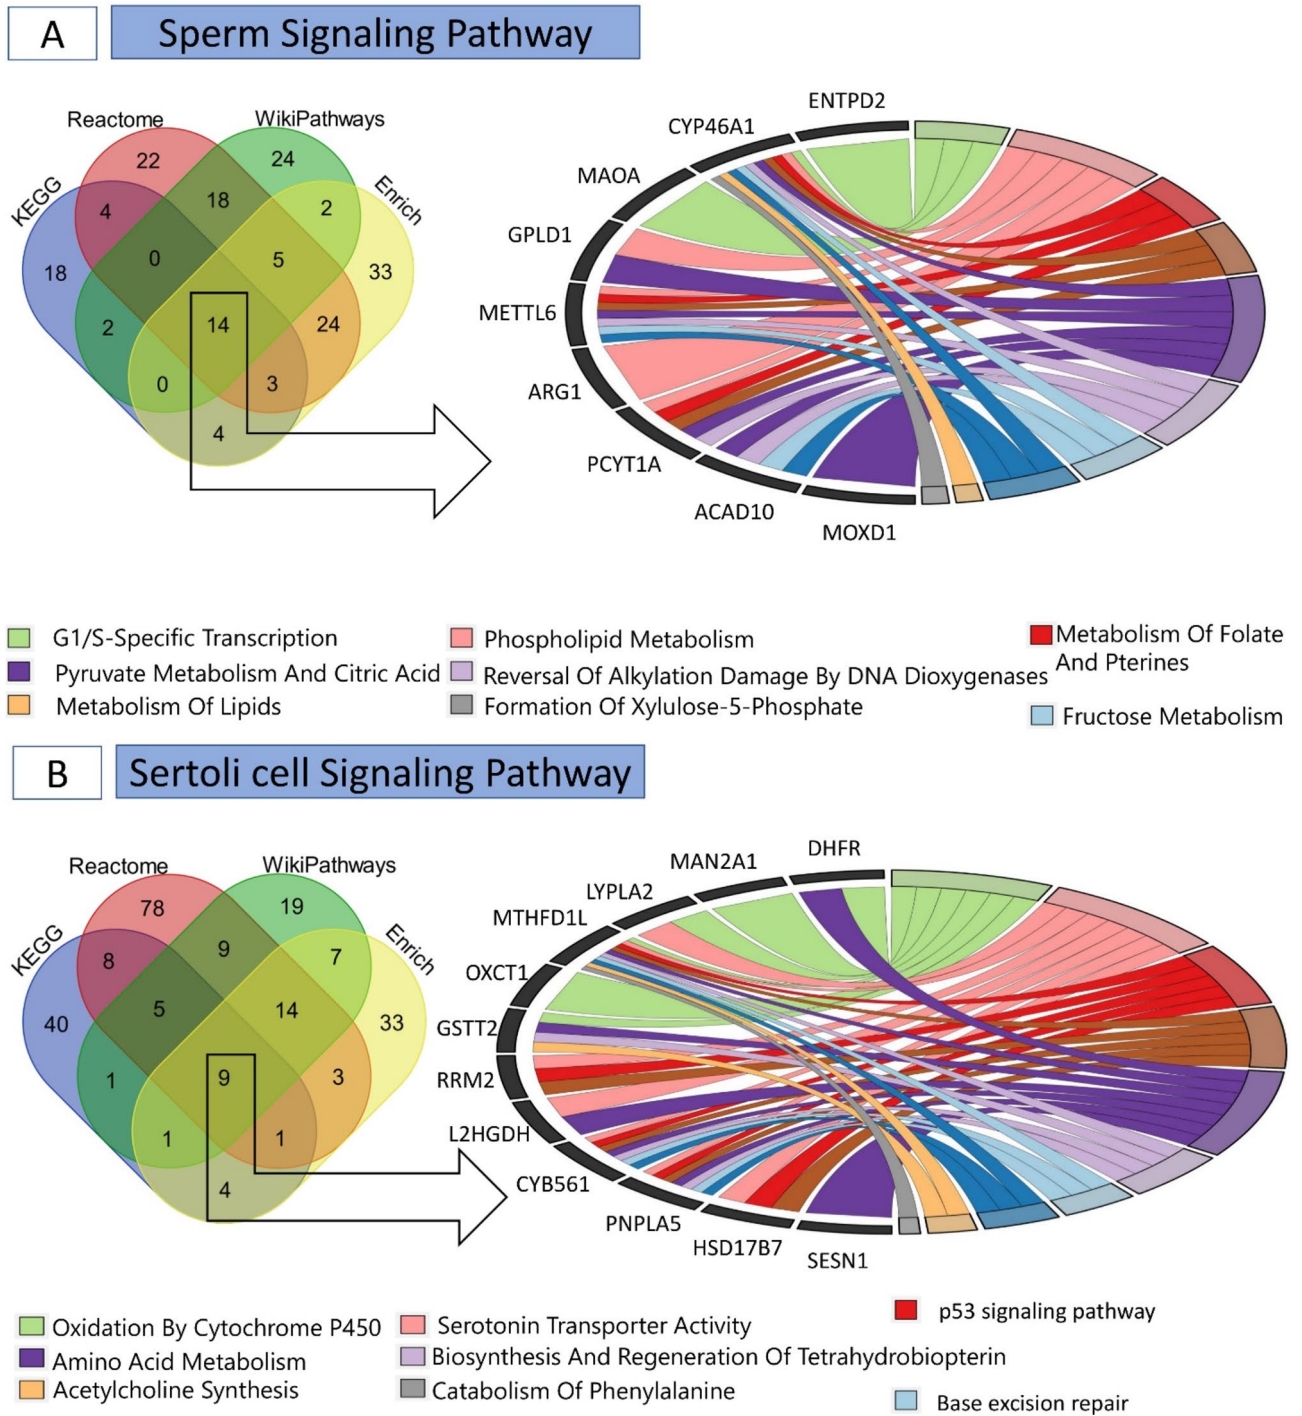 A
Sperm Signaling Pathway
Reactome
WikiPathways
KEGG
Enrich
22
24
4
18
2
18
0
5
33
2
14
24
0
3
4
ENTPD2
CYP46A1
MAOA
GPLD1
METTL6
ARG1
PCYT1A
ACAD10
MOXD1
G1/S-Specific Transcription
Phospholipid Metabolism
Metabolism Of Folate
And Pterines
Pyruvate Metabolism And Citric Acid
Reversal Of Alkylation Damage By DNA Dioxygenases
Metabolism Of Lipids
Formation Of Xylulose-5-Phosphate
Fructose Metabolism
B
Sertoli cell Signaling Pathway
Reactome
WikiPathways
KEGG
Enrich
78
19
8
9
7
40
5
14
33
1
9
3
1
1
4
DHFR
MAN2A1
LYPLA2
MTHFD1L
OXCT1
GSTT2
RRM2
L2HGDH
CYB561
PNPLA5
HSD17B7
SESN1
Oxidation By Cytochrome P450
Serotonin Transporter Activity
p53 signaling pathway
Amino Acid Metabolism
Biosynthesis And Regeneration Of Tetrahydrobiopterin
Acetylcholine Synthesis
Catabolism Of Phenylalanine
Base excision repair